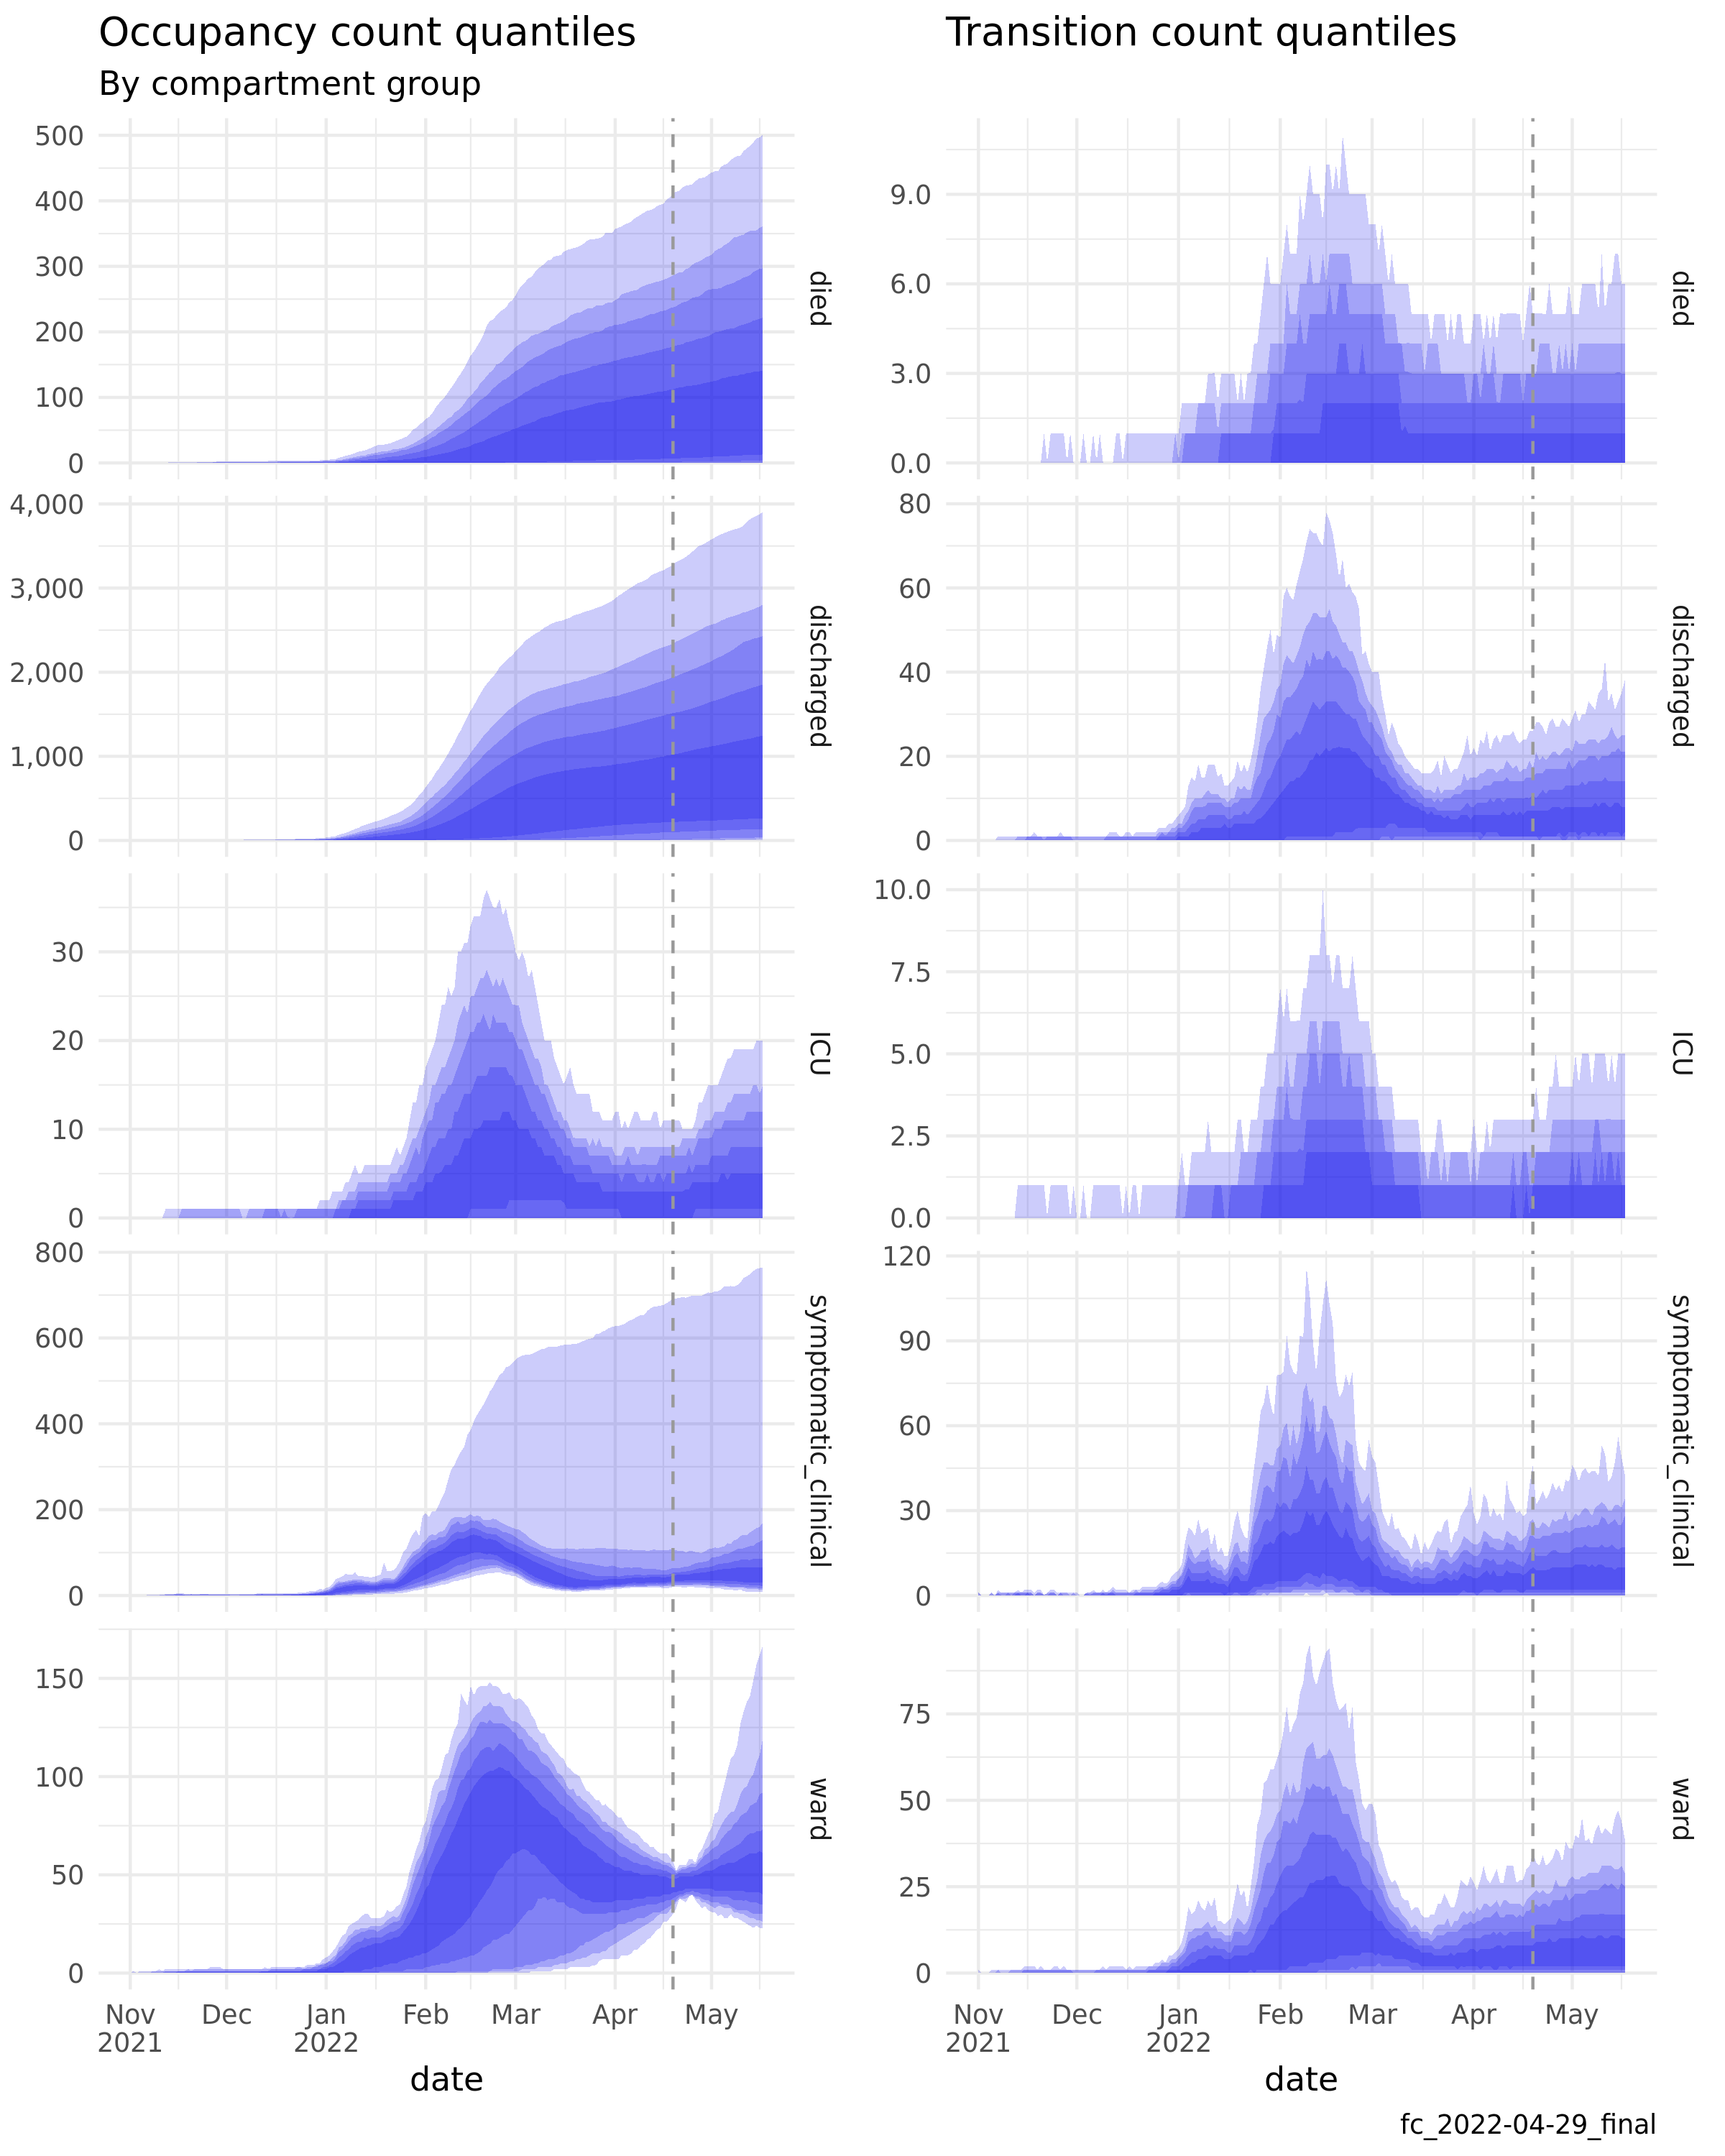 Occupancy count quantiles
By compartment group
Transition count quantiles
500
400
300
200
100
0
died
9.0
6.0
3.0
0.0
died
4,000
3,000
2,000
1,000
0
discharged
80
60
40
20
0
discharged
30
20
10
0
ICU
10.0
7.5
5.0
2.5
0.0
ICU
800
600
400
200
0
symptomatic_clinical
120
90
60
30
0
symptomatic_clinical
150
100
50
0
ward
75
50
25
0
ward
Nov Dec Jan Feb Mar Apr May
2021 2022
date
Nov Dec Jan Feb Mar Apr May
2021 2022
date
fc_2022-04-29_final